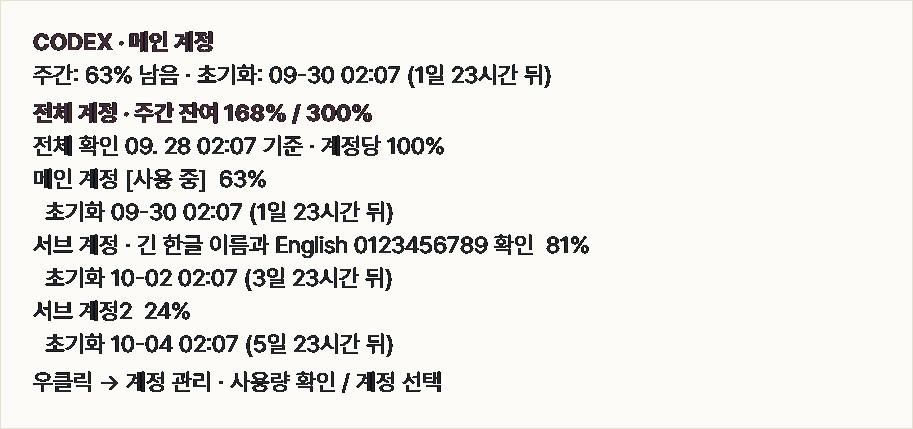 CODEX · 메인 계정
주간: 63% 남음 · 초기화: 09-30 02:07 (1일 23시간 뒤)
전체 계정 · 주간 잔여 168% / 300%
전체 확인 09. 28 02:07 기준 · 계정당 100%
메인 계정 [사용 중]  63%
초기화 09-30 02:07 (1일 23시간 뒤)
서브 계정 · 긴 한글 이름과 English 0123456789 확인  81%
초기화 10-02 02:07 (3일 23시간 뒤)
서브 계정2  24%
초기화 10-04 02:07 (5일 23시간 뒤)
우클릭 → 계정 관리 · 사용량 확인 / 계정 선택